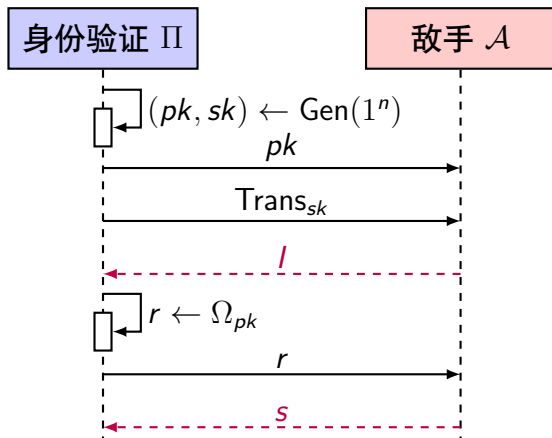 身份验证 Π
敌手 𝒜
(pk, sk) ← Gen(1ⁿ)
pk
Trans_sk
I
r ← Ω_pk
r
s